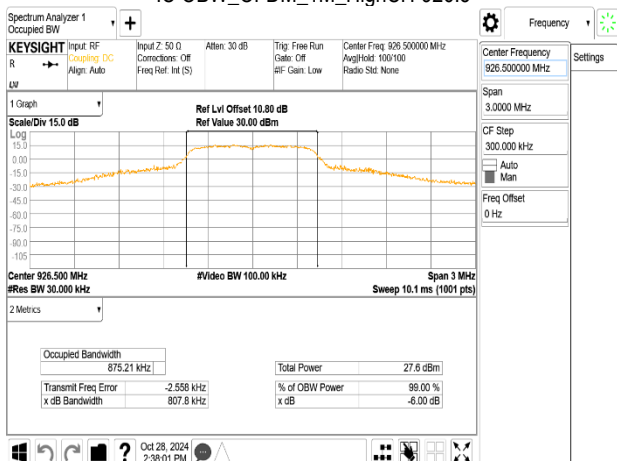 Spectrum Analyzer 1
Occupied BW
+
Frequency
KEYSIGHT
R
Input: RF
Coupling: DC
Align: Auto
Input Z: 50 Ω
Corrections: Off
Freq Ref: Int (S)
Atten: 30 dB
Trig: Free Run
Gate: Off
#IF Gain: Low
Center Freq: 926.500000 MHz
Avg|Hold: 100/100
Radio Std: None
Center Frequency
926.500000 MHz
Settings
Span
3.0000 MHz
CF Step
300.000 kHz
Auto
Man
Freq Offset
0 Hz
1 Graph
Scale/Div 15.0 dB
Ref Lvl Offset 10.80 dB
Ref Value 30.00 dBm
Log
15.0
0.00
-15.0
-30.0
-45.0
-60.0
-75.0
-90.0
-105
Center 926.500 MHz
#Res BW 30.000 kHz
#Video BW 100.00 kHz
Span 3 MHz
Sweep 10.1 ms (1001 pts)
2 Metrics
Occupied Bandwidth
875.21 kHz
Total Power 27.6 dBm
Transmit Freq Error -2.558 kHz
% of OBW Power 99.00 %
x dB Bandwidth 807.8 kHz
x dB -6.00 dB
?
Oct 28, 2024
2:38:01 PM